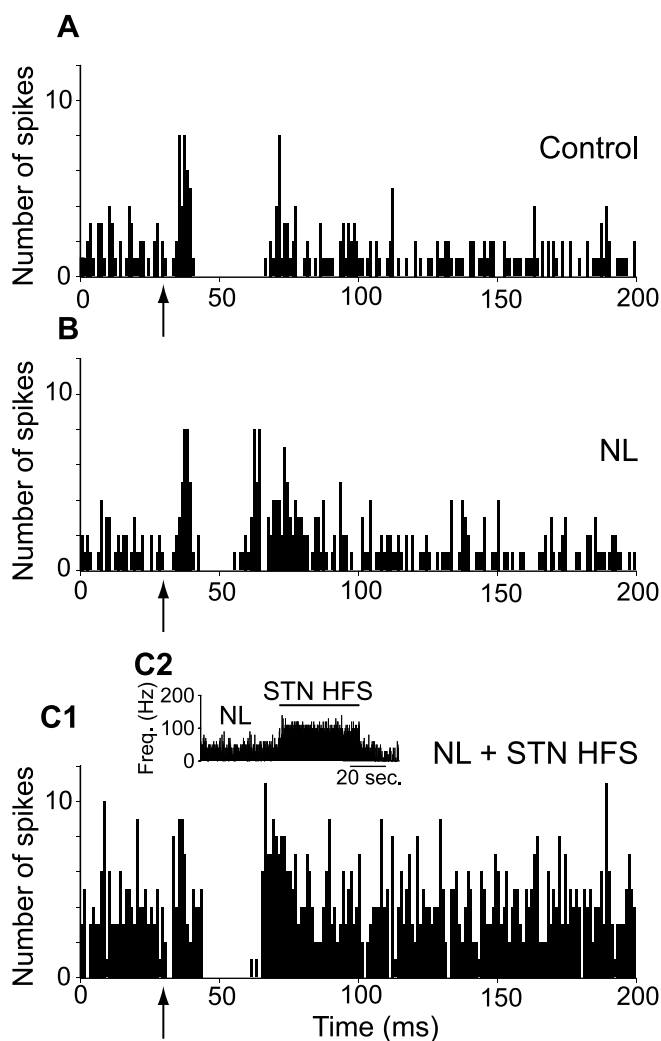 A
Number of spikes
10
0
Control
0 50 100 150 200
B
Number of spikes
10
0
NL
0 50 100 150 200
C2
STN HFS
Freq. (Hz)
200
100
0
NL
20 sec.
C1
NL + STN HFS
Number of spikes
10
0
0 50 100 150 200
Time (ms)